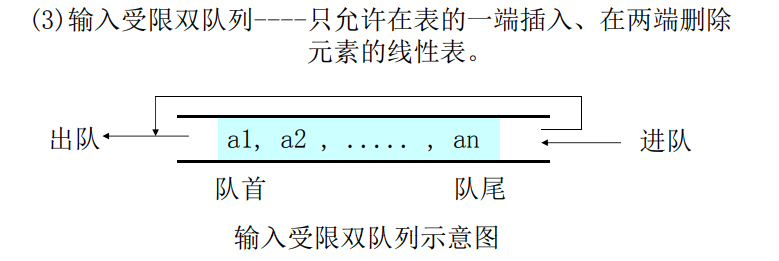 (3)输入受限双队列----只允许在表的一端插入、在两端删除
元素的线性表。
出队 a1, a2 , ..... , an 进队
队首 队尾
输入受限双队列示意图